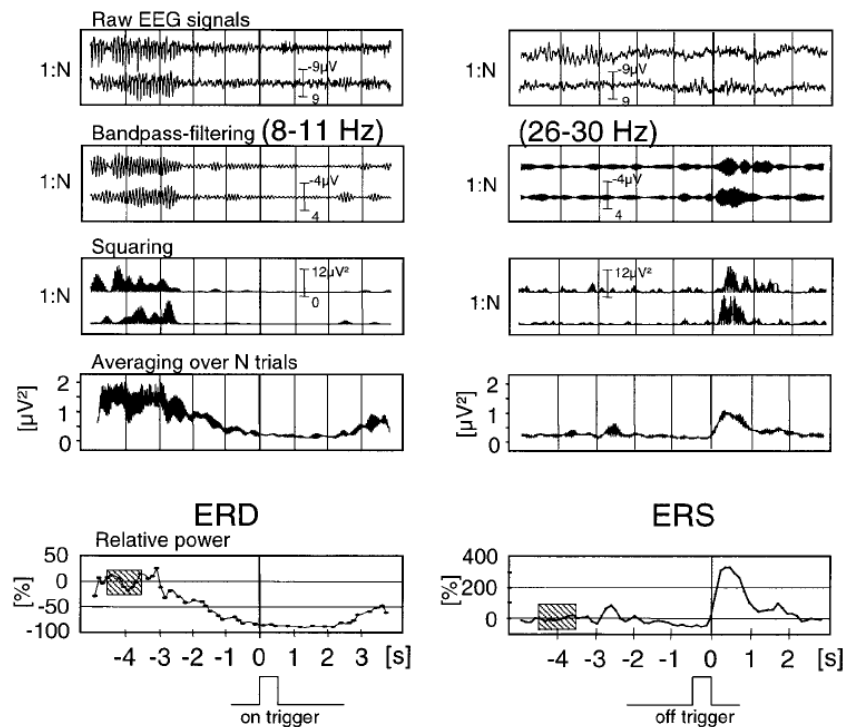 Raw EEG signals
1:N
-9µV
9
1:N
-9µV
9
Bandpass-filtering (8-11 Hz)
(26-30 Hz)
1:N
-4µV
4
1:N
-4µV
4
Squaring
1:N
12µV²
0
1:N
12µV²
Averaging over N trials
[µV²]
2
1
0
[µV²]
2
1
0
ERD
ERS
Relative power
[%]
50
0
-50
-100
-4 -3 -2 -1 0 1 2 3 [s]
on trigger
[%]
400
200
0
-4 -3 -2 -1 0 1 2 [s]
off trigger